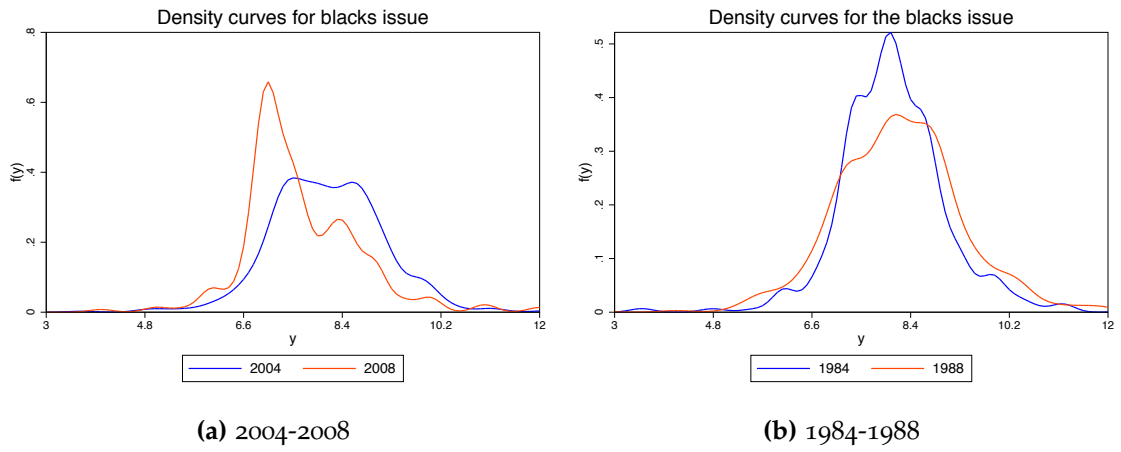 Density curves for blacks issue
.8
.6
.4
.2
0
f(y)
3 4.8 6.6 8.4 10.2 12
y
2004 2008
(a) 2004-2008
Density curves for the blacks issue
.5
.4
.3
.2
.1
0
f(y)
3 4.8 6.6 8.4 10.2 12
y
1984 1988
(b) 1984-1988